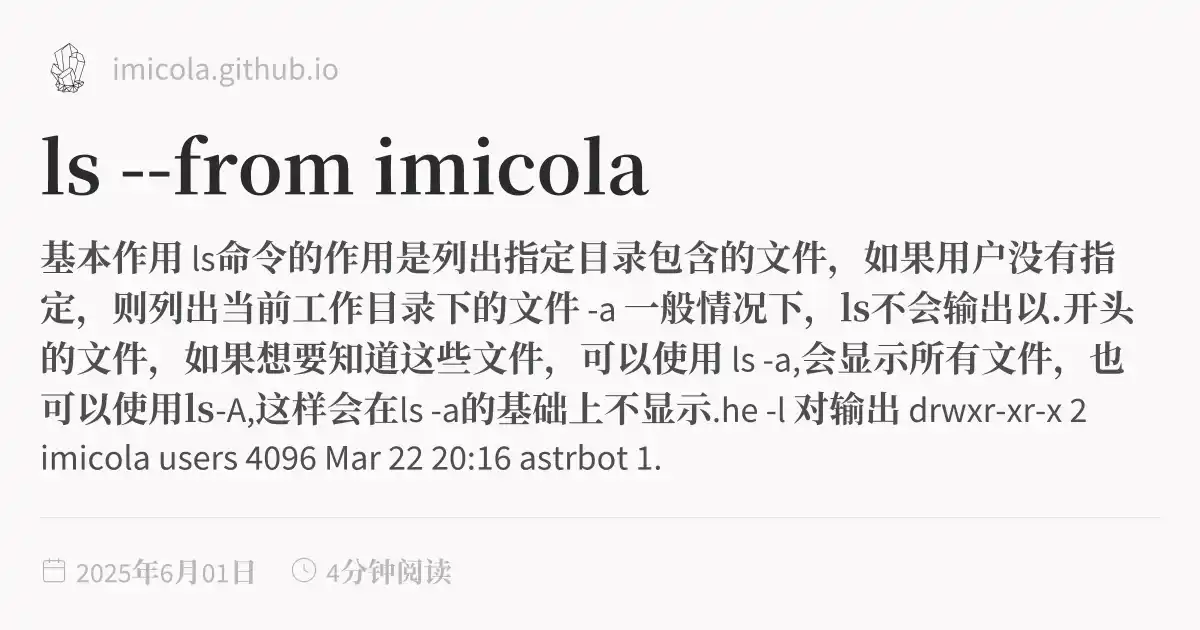 imicola.github.io
ls --from imicola
基本作用 ls命令的作用是列出指定目录包含的文件，如果用户没有指
定，则列出当前工作目录下的文件 -a 一般情况下，ls不会输出以.开头
的文件，如果想要知道这些文件，可以使用 ls -a,会显示所有文件，也
可以使用ls-A,这样会在ls -a的基础上不显示.he -l 对输出 drwxr-xr-x 2
imicola users 4096 Mar 22 20:16 astrbot 1.
2025年6月01日 4分钟阅读